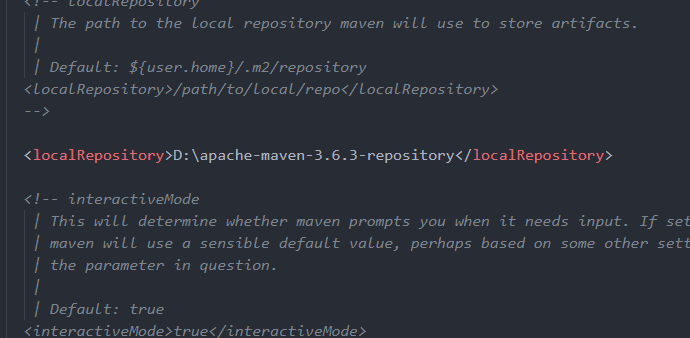 <!-- localRepository
| The path to the local repository maven will use to store artifacts.
|
| Default: ${user.home}/.m2/repository
<localRepository>/path/to/local/repo</localRepository>
-->
<localRepository>D:\apache-maven-3.6.3-repository</localRepository>
<!-- interactiveMode
| This will determine whether maven prompts you when it needs input. If set
| maven will use a sensible default value, perhaps based on some other sett
| the parameter in question.
|
| Default: true
<interactiveMode>true</interactiveMode>